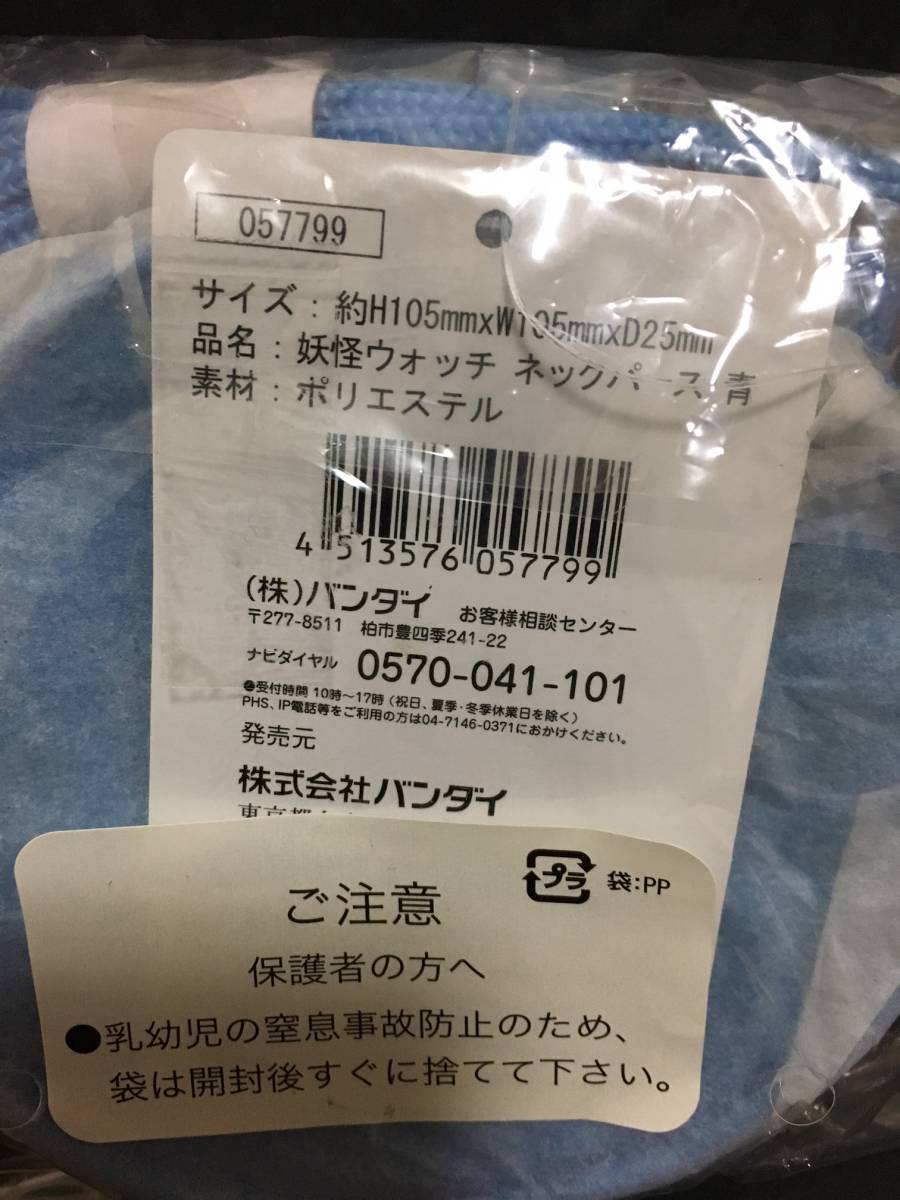 057799
サイズ：約H105mmxW105mmxD25mm
品名：妖怪ウォッチ ネックパース 青
素材：ポリエステル
4 513576 057799
(株)バンダイ お客様相談センター
〒277-8511 柏市豊四季241-22
ナビダイヤル 0570-041-101
●受付時間 10時～17時（祝日、夏季・冬季休業日を除く）
PHS、IP電話等をご利用の方は04-7146-0371におかけください。
発売元
株式会社バンダイ
東京都
プラ 袋：PP
ご注意
保護者の方へ
●乳幼児の窒息事故防止のため、
袋は開封後すぐに捨てて下さい。